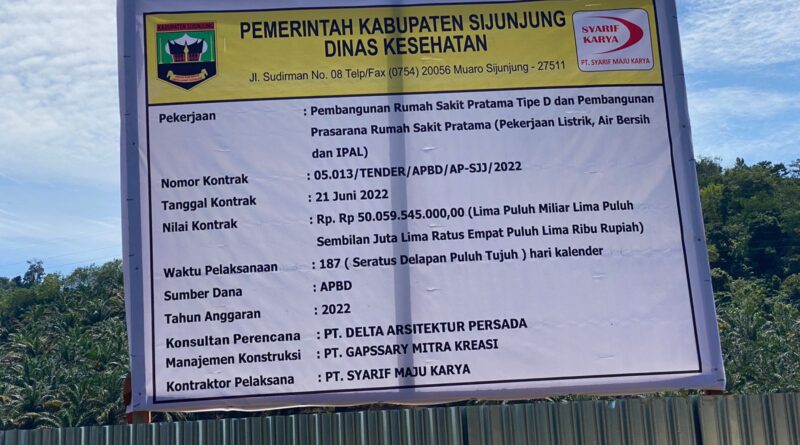 KABUPATEN SIJUNJUNG
PEMERINTAH KABUPATEN SIJUNJUNG
DINAS KESEHATAN
Jl. Sudirman No. 08 Telp/Fax (0754) 20056 Muaro Sijunjung - 27511
SYARIF
KARYA
PT. SYARIF MAJU KARYA
Pekerjaan : Pembangunan Rumah Sakit Pratama Tipe D dan Pembangunan
Prasarana Rumah Sakit Pratama (Pekerjaan Listrik, Air Bersih
dan IPAL)
Nomor Kontrak : 05.013/TENDER/APBD/AP-SJJ/2022
Tanggal Kontrak : 21 Juni 2022
Nilai Kontrak : Rp. Rp 50.059.545.000,00 (Lima Puluh Miliar Lima Puluh
Sembilan Juta Lima Ratus Empat Puluh Lima Ribu Rupiah)
Waktu Pelaksanaan : 187 ( Seratus Delapan Puluh Tujuh ) hari kalender
Sumber Dana : APBD
Tahun Anggaran : 2022
Konsultan Perencana : PT. DELTA ARSITEKTUR PERSADA
Manajemen Konstruksi : PT. GAPSSARY MITRA KREASI
Kontraktor Pelaksana : PT. SYARIF MAJU KARYA